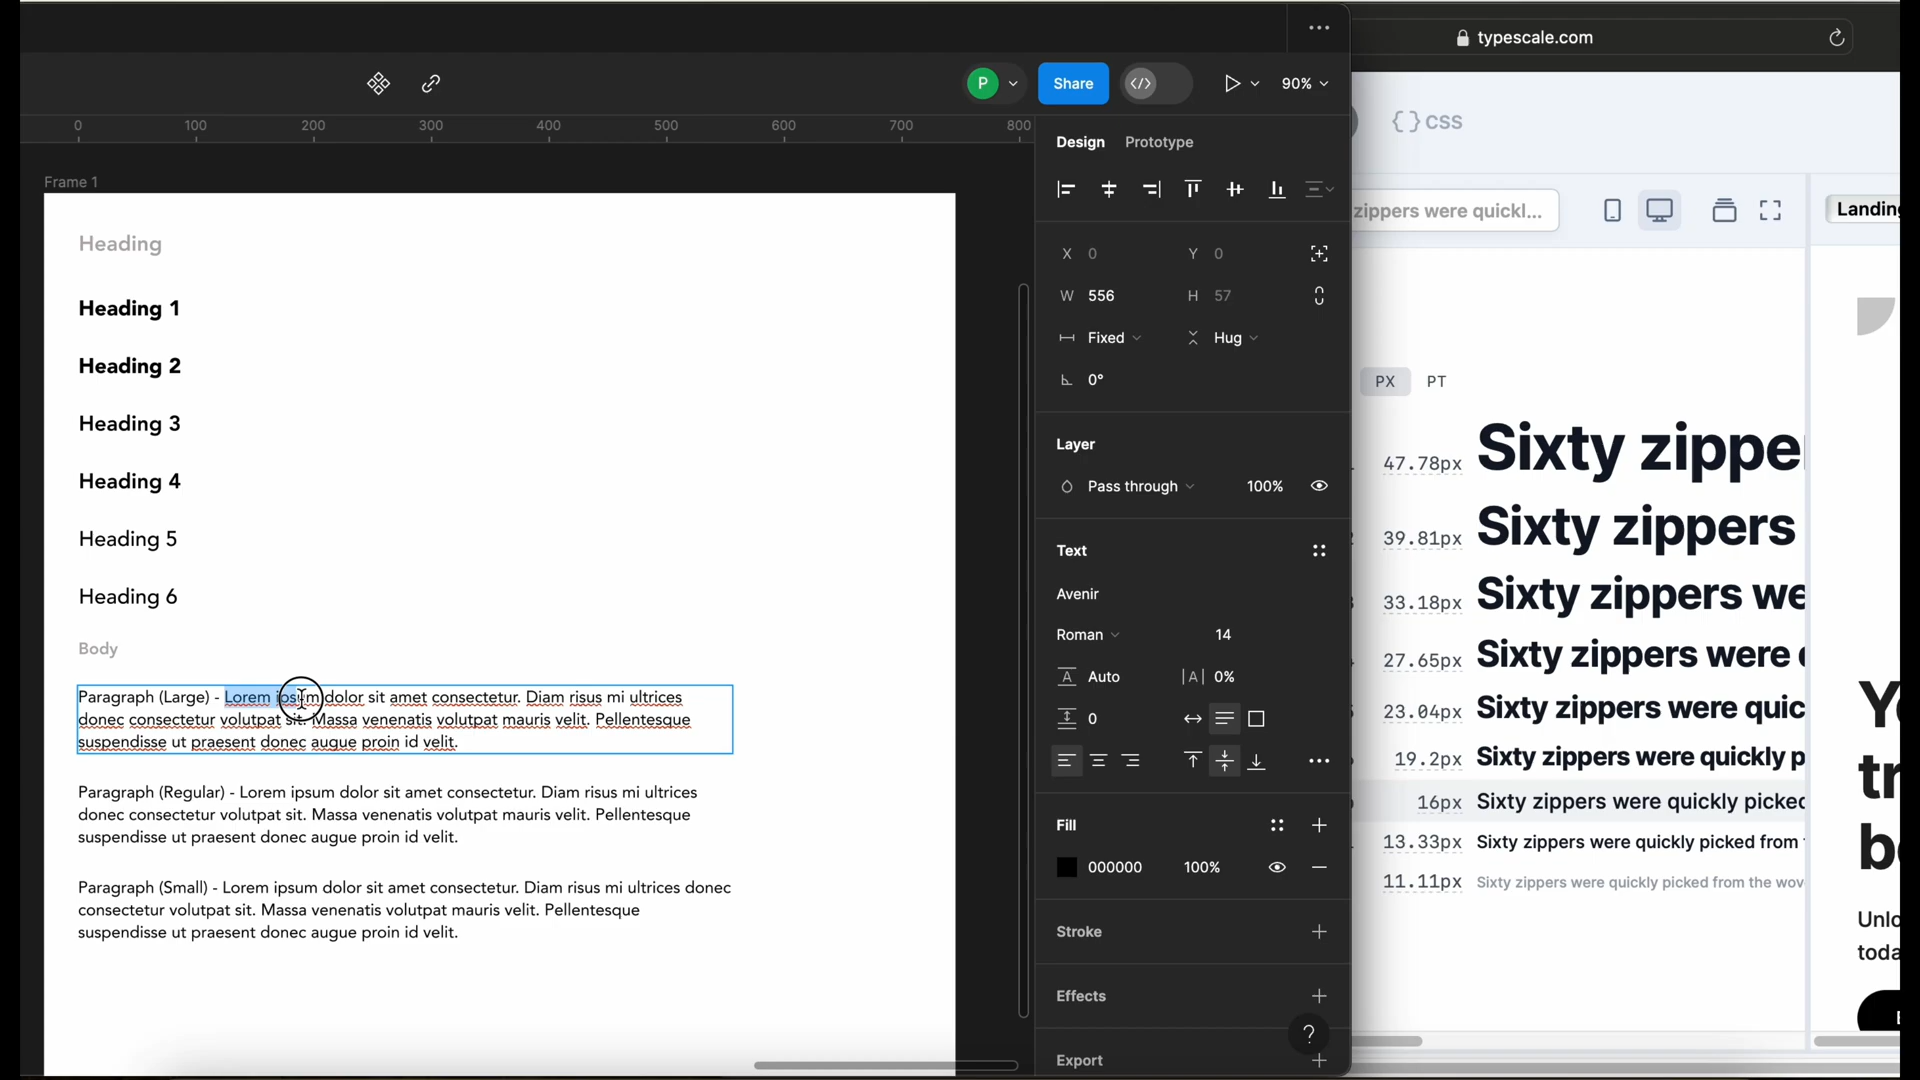 typescale.com
P
Share
90%
CSS
0 100 200 300 400 500 600 700 800
Design Prototype
Frame 1
zippers were quickl...
Landing
Heading
X 0 Y 0
W 556 H 57
Heading 1
Fixed Hug
Heading 2
0°
PX PT
Heading 3
Layer
47.78px Sixty zippe
Heading 4
Pass through 100%
39.81px Sixty zippers
Heading 5
Text
Avenir
33.18px Sixty zippers we
Heading 6
Roman 14
27.65px Sixty zippers were
Body
Auto |A| 0%
Paragraph (Large) - Lorem ipsum dolor sit amet consectetur. Diam risus mi ultrices
donec consectetur volutpat sit. Massa venenatis volutpat mauris velit. Pellentesque
suspendisse ut praesent donec augue proin id velit.
0
23.04px Sixty zippers were quic
19.2px Sixty zippers were quickly p
Paragraph (Regular) - Lorem ipsum dolor sit amet consectetur. Diam risus mi ultrices
donec consectetur volutpat sit. Massa venenatis volutpat mauris velit. Pellentesque
suspendisse ut praesent donec augue proin id velit.
Fill
16px Sixty zippers were quickly picked
000000 100%
13.33px Sixty zippers were quickly picked from
11.11px Sixty zippers were quickly picked from the wov
Paragraph (Small) - Lorem ipsum dolor sit amet consectetur. Diam risus mi ultrices donec
consectetur volutpat sit. Massa venenatis volutpat mauris velit. Pellentesque
suspendisse ut praesent donec augue proin id velit.
Stroke
Effects
?
Export
Unlo
toda